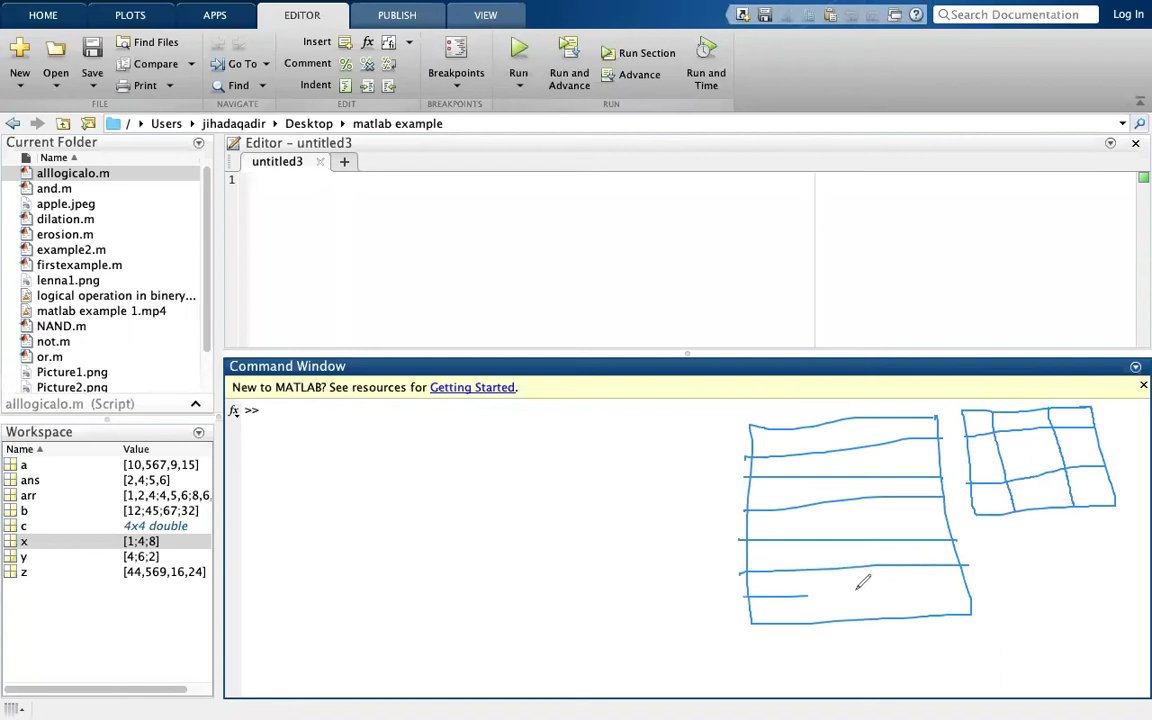 HOME PLOTS APPS EDITOR PUBLISH VIEW Search Documentation Log In
New Open Save Find Files Compare Print
FILE
Go To Find
NAVIGATE
Insert fx
Comment %
Indent
EDIT
Breakpoints
BREAKPOINTS
Run Run and Advance Run Section Advance Run and Time
RUN
/ Users jihadaqadir Desktop matlab example
Current Folder
Name
alllogicalo.m
and.m
apple.jpeg
dilation.m
erosion.m
example2.m
firstexample.m
lenna1.png
logical operation in binery...
matlab example 1.mp4
NAND.m
not.m
or.m
Picture1.png
Picture2.png
alllogicalo.m (Script)
Workspace
Name Value
a [10,567,9,15]
ans [2,4;5,6]
arr [1,2,4;4,5,6;8,6,
b [12;45;67;32]
c 4x4 double
x [1;4;8]
y [4;6;2]
z [44,569,16,24]
Editor - untitled3
untitled3 +
1
Command Window
New to MATLAB? See resources for Getting Started.
fx >>